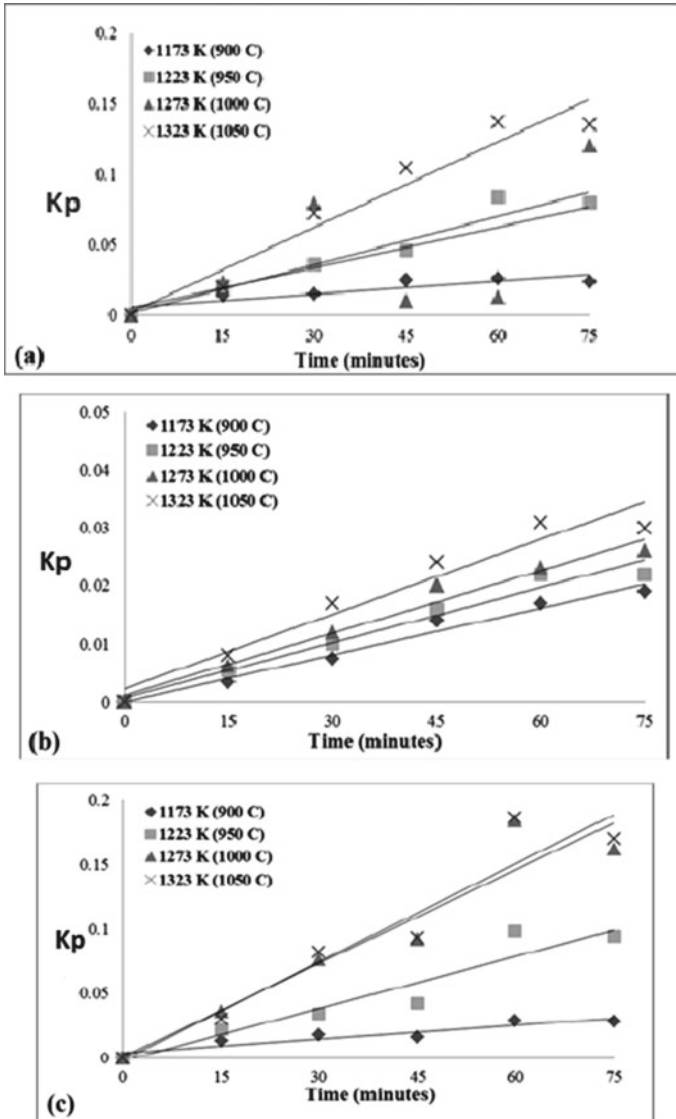 0.2
1173 K (900 C)
1223 K (950 C)
1273 K (1000 C)
1323 K (1050 C)
0.15
0.1
Kp
0.05
0
0 15 30 45 60 75
Time (minutes)
(a)
0.05
1173 K (900 C)
1223 K (950 C)
1273 K (1000 C)
1323 K (1050 C)
0.04
0.03
Kp
0.02
0.01
0
0 15 30 45 60 75
Time (minutes)
(b)
0.2
1173 K (900 C)
1223 K (950 C)
1273 K (1000 C)
1323 K (1050 C)
0.15
0.1
Kp
0.05
0
0 15 30 45 60 75
Time (minutes)
(c)